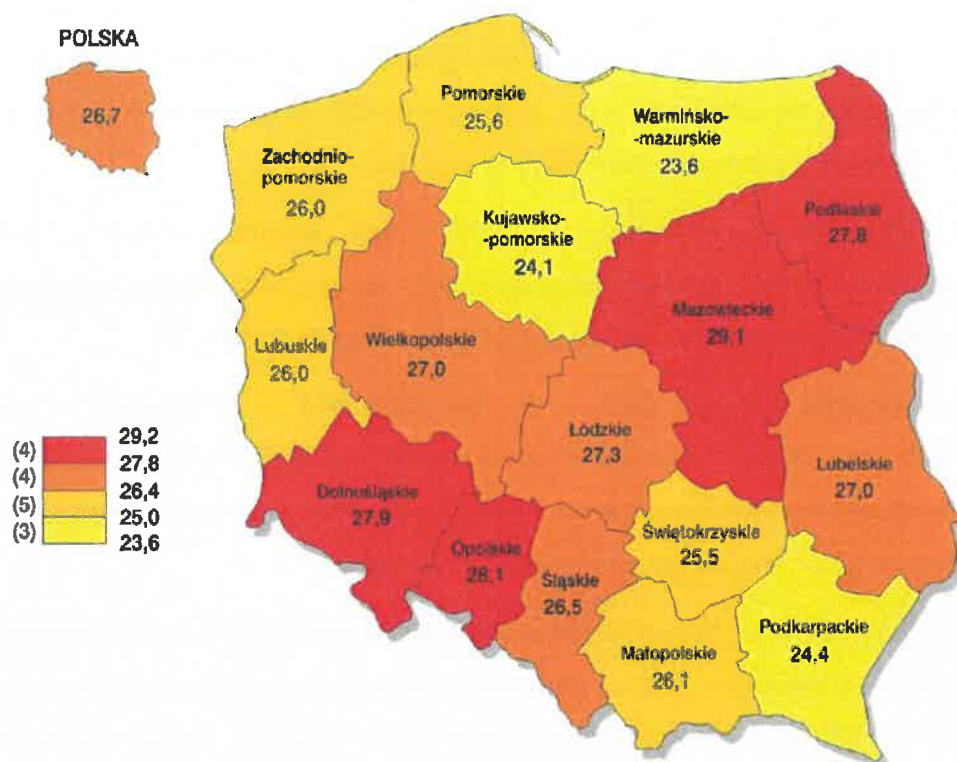 POLSKA
26,7
Pomorskie
25,6
Warmińsko-
-mazurskie
23,6
Zachodnio-
pomorskie
26,0
Kujawsko-
-pomorskie
24,1
Podlaskie
27,8
Mazowieckie
29,1
Lubuskie
26,0
Wielkopolskie
27,0
Łódzkie
27,3
Lubelskie
27,0
Dolnośląskie
27,9
Opolskie
28,1
Śląskie
26,5
Świętokrzyskie
25,5
Małopolskie
26,1
Podkarpackie
24,4
29,2
(4)
27,8
(4)
26,4
(5)
25,0
(3)
23,6